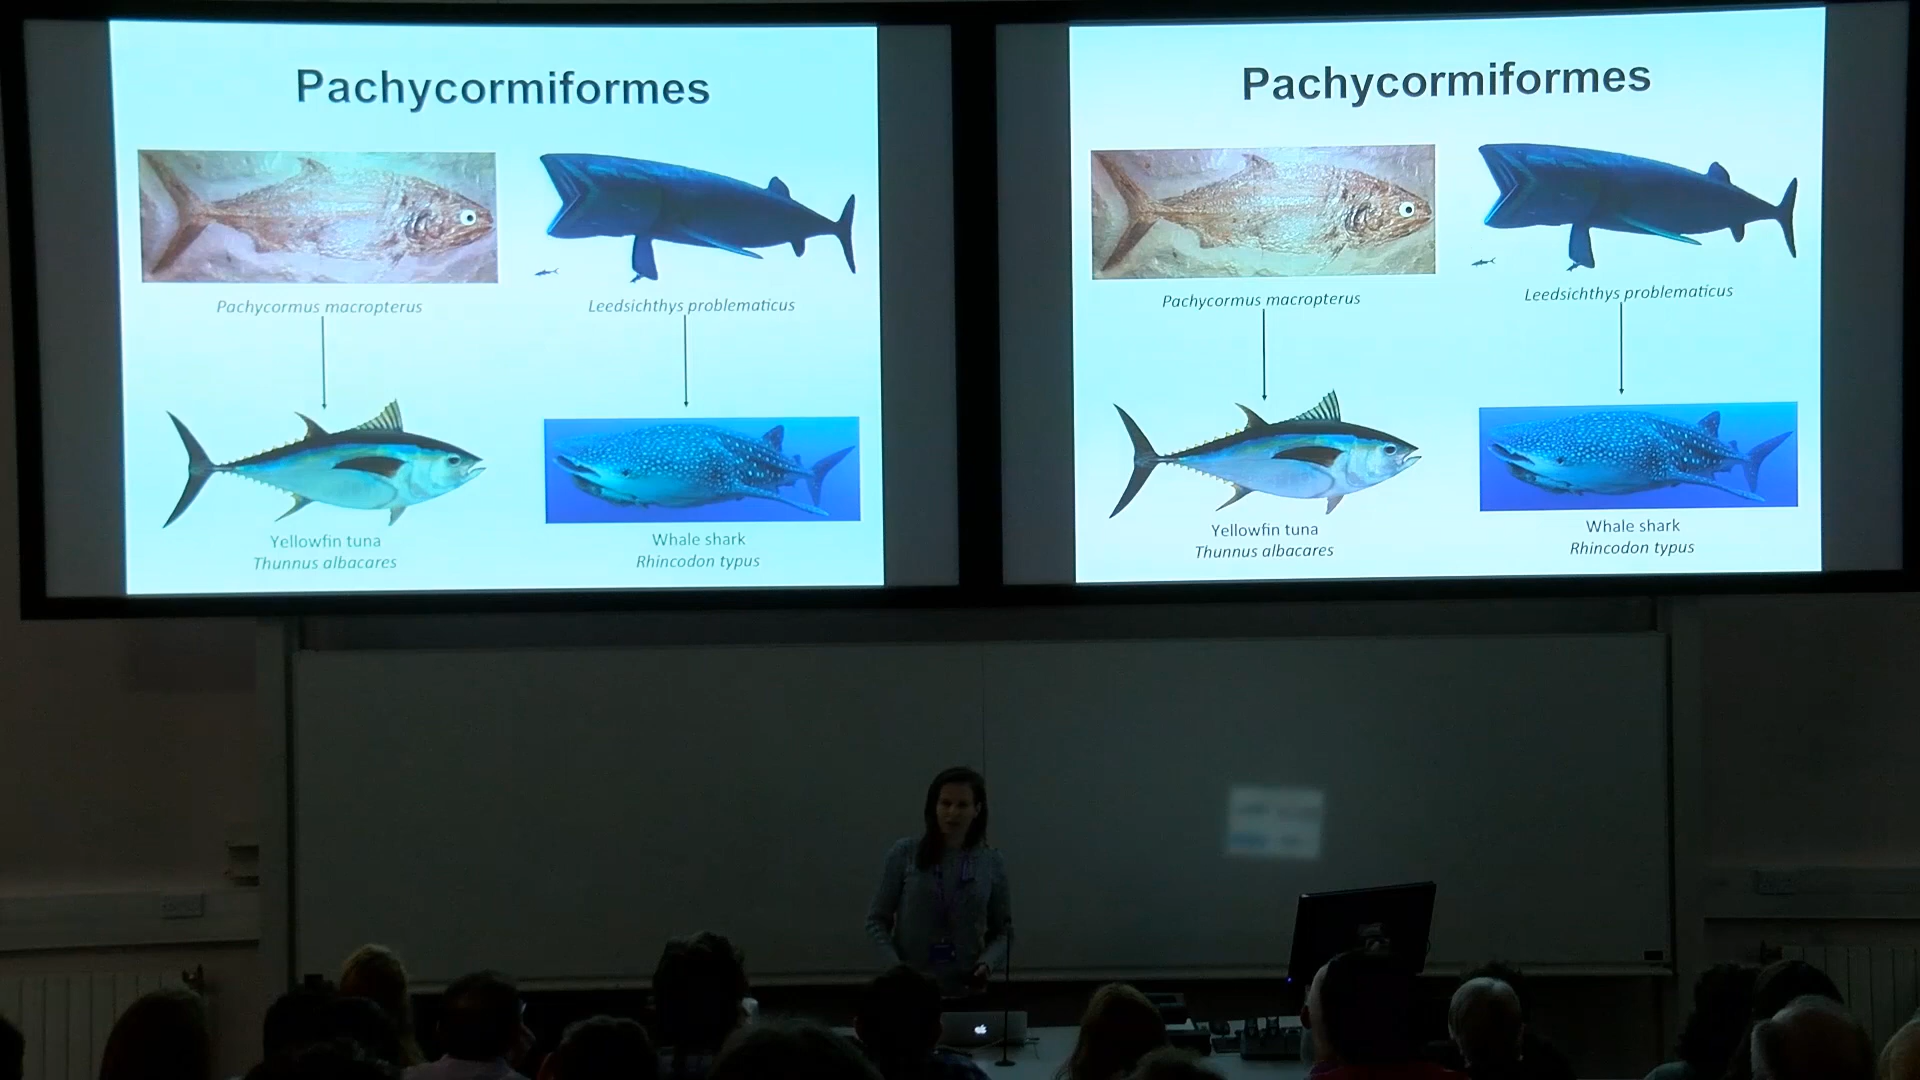 Pachycormiformes
Pachycormus macropterus
Leedsichthys problematicus
Yellowfin tuna
Thunnus albacares
Whale shark
Rhincodon typus
Pachycormiformes
Pachycormus macropterus
Leedsichthys problematicus
Yellowfin tuna
Thunnus albacares
Whale shark
Rhincodon typus